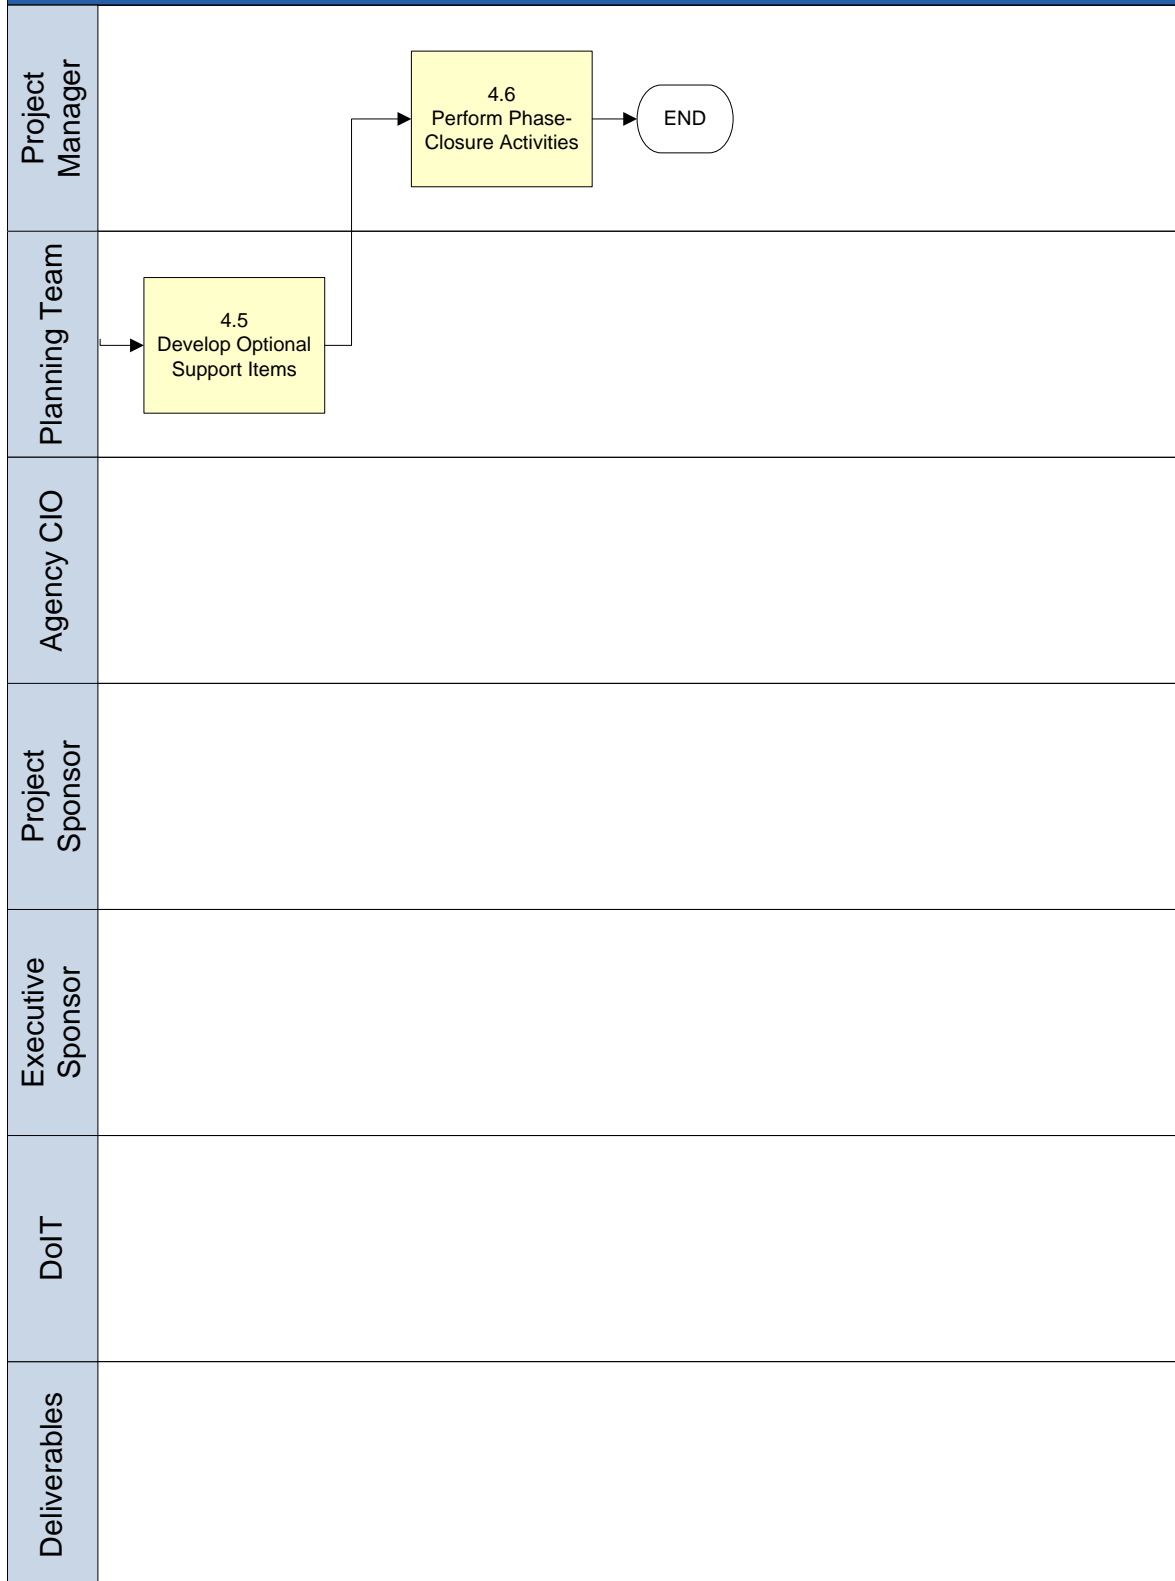 Project
Manager
4.6
Perform Phase-
Closure Activities
END
Planning Team
4.5
Develop Optional
Support Items
Agency CIO
Project
Sponsor
Executive
Sponsor
DoIT
Deliverables